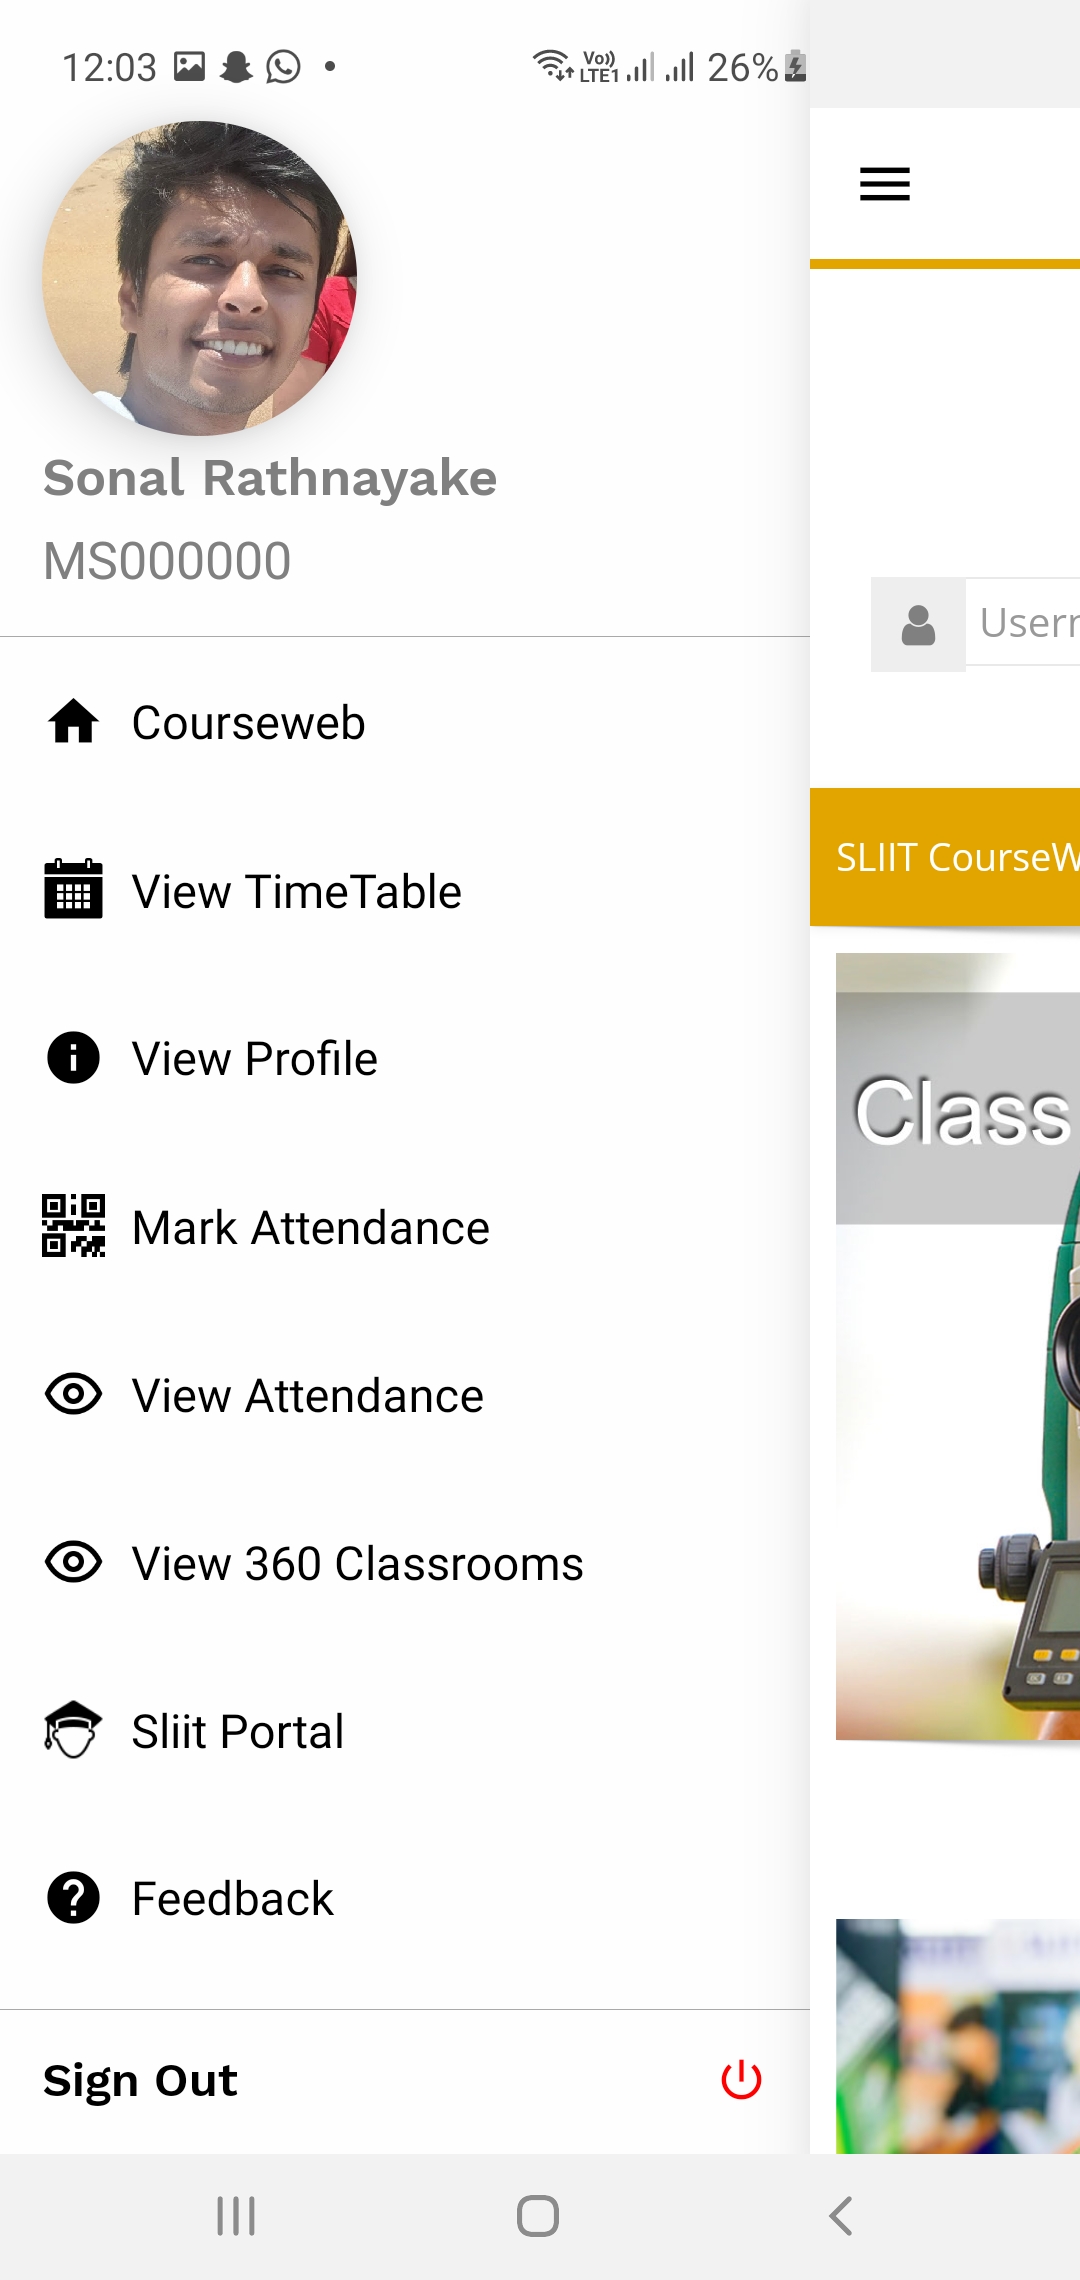 12:03
Vo))
LTE1
26%
Sonal Rathnayake
MS000000
Courseweb
View TimeTable
View Profile
Mark Attendance
View Attendance
View 360 Classrooms
Sliit Portal
Feedback
Sign Out
SLIIT CourseW
Class